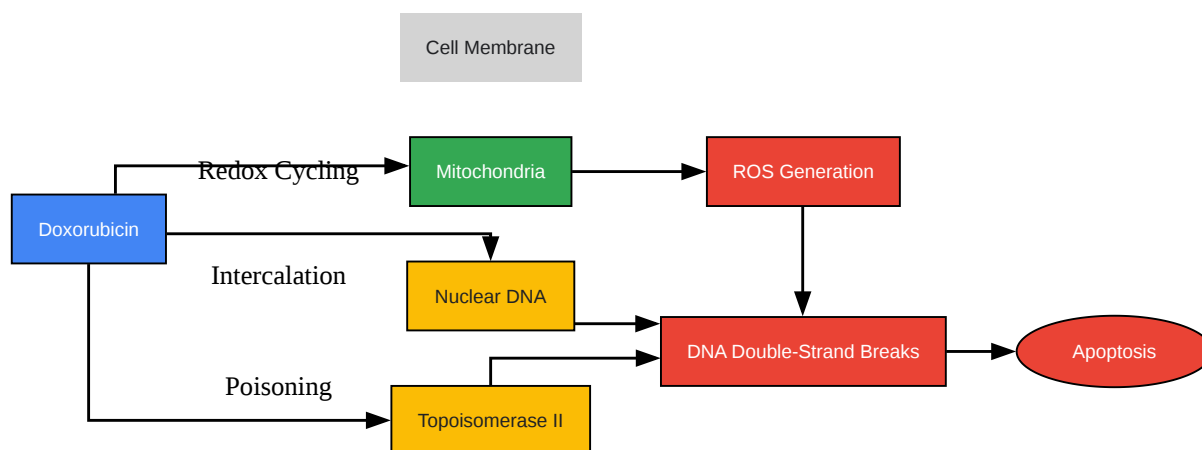 Cell Membrane
Redox Cycling
Mitochondria
ROS Generation
Doxorubicin
Intercalation
Nuclear DNA
DNA Double-Strand Breaks
Apoptosis
Poisoning
Topoisomerase II